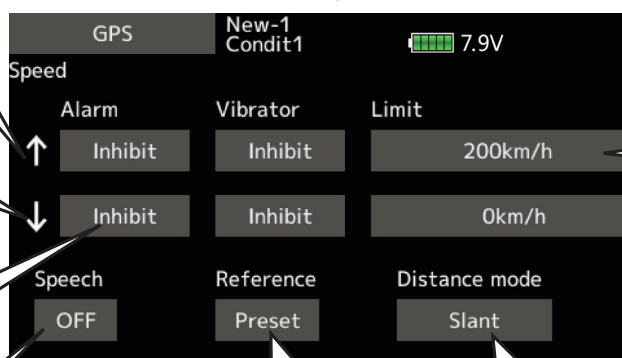 GPS New-1 7.9V
Condit1
Speed
Alarm Vibrator Limit
↑ Inhibit Inhibit 200km/h
↓ Inhibit Inhibit 0km/h
Speech Reference Distance mode
OFF Preset Slant